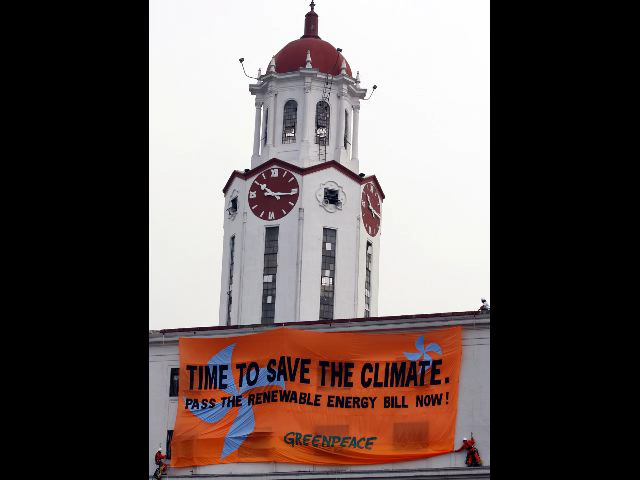 TIME TO SAVE THE CLIMATE.
PASS THE RENEWABLE ENERGY BILL NOW!
GREENPEACE